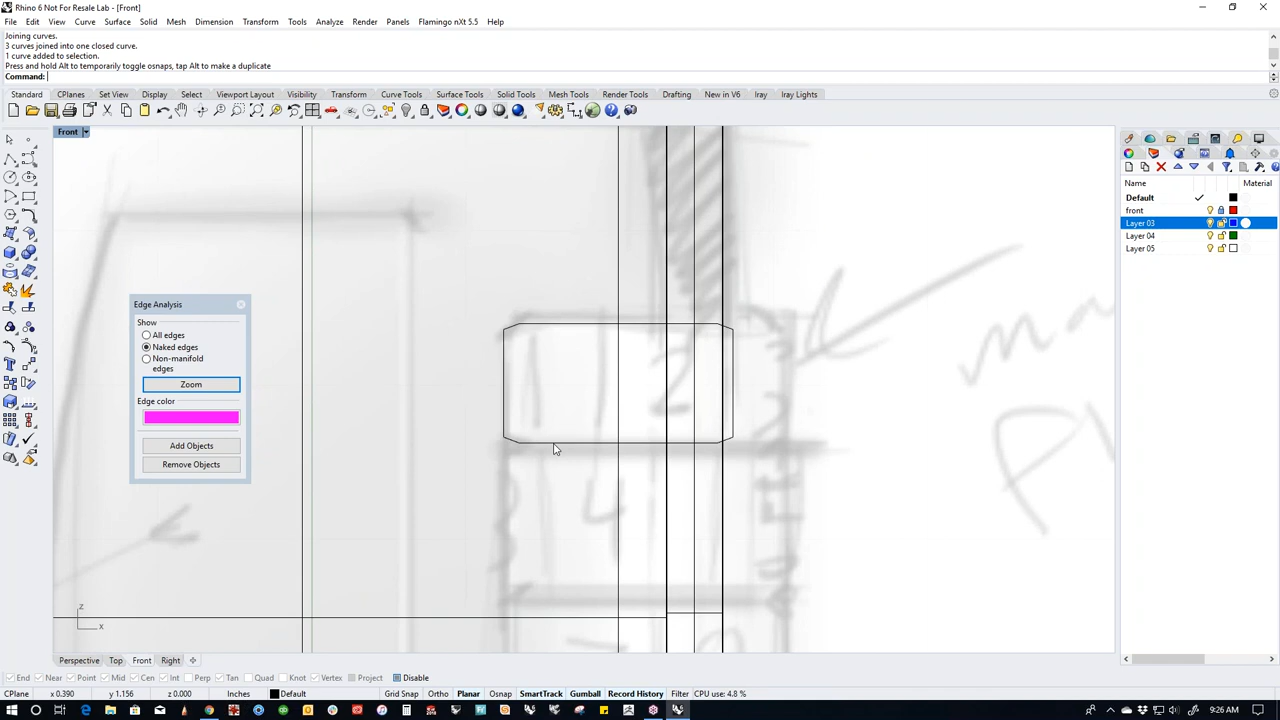 Rhino 6 Not For Resale Lab - [Front]
File Edit View Curve Surface Solid Mesh Dimension Transform Tools Analyze Render Panels Flamingo nXt 5.5 Help
Joining curves.
3 curves joined into one closed curve.
1 curve added to selection.
Press and hold Alt to temporarily toggle osnaps, tap Alt to make a duplicate
Command:
Standard CPlanes Set View Display Select Viewport Layout Visibility Transform Curve Tools Surface Tools Solid Tools Mesh Tools Render Tools Drafting New in V6 Iray Iray Lights
Front
Name Material
Default
front
Layer 03
Layer 04
Layer 05
Edge Analysis
Show
All edges
Naked edges
Non-manifold
edges
Zoom
Edge color
Add Objects
Remove Objects
1 2
4
ma
P
z
x
Perspective Top Front Right
End Near Point Mid Cen Int Perp Tan Quad Knot Vertex Project Disable
CPlane x 0.390 y 1.156 z 0.000 Inches Default Grid Snap Ortho Planar Osnap SmartTrack Gumball Record History Filter CPU use: 4.8 %
9:26 AM